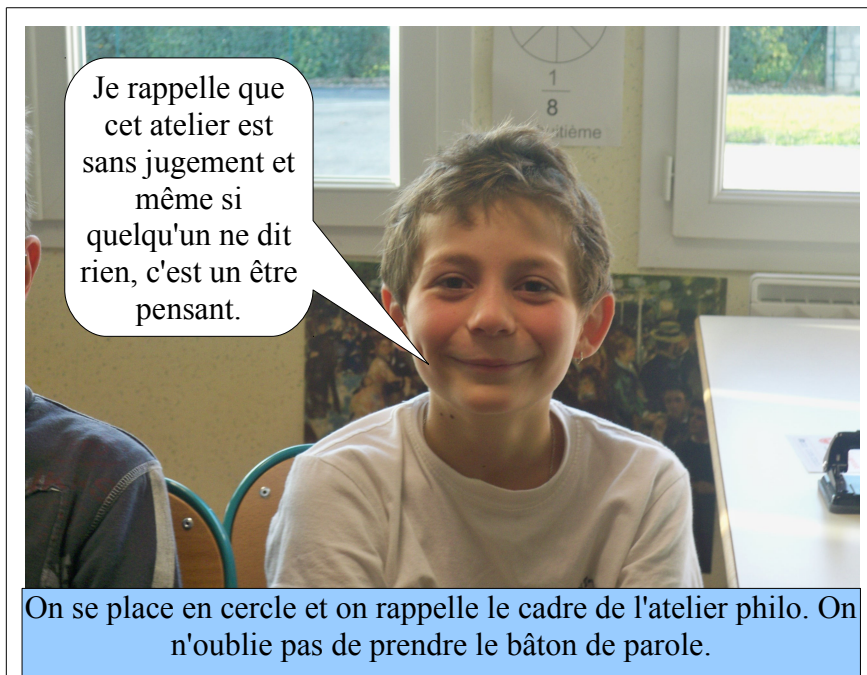 Je rappelle que
cet atelier est
sans jugement et
même si
quelqu'un ne dit
rien, c'est un être
pensant.
1
8
On se place en cercle et on rappelle le cadre de l'atelier philo. On
n'oublie pas de prendre le bâton de parole.